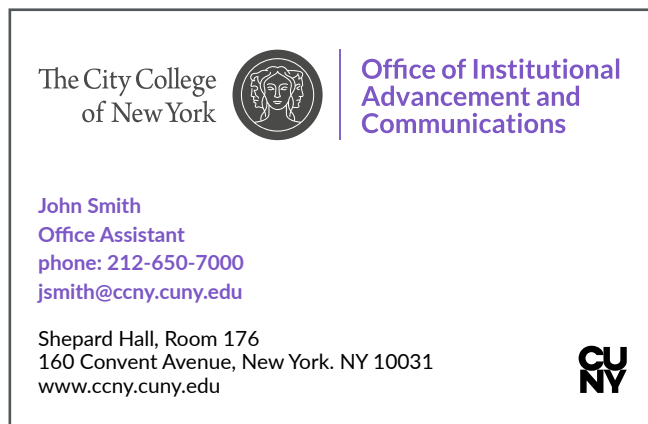 The City College
of New York
Office of Institutional
Advancement and
Communications
John Smith
Office Assistant
phone: 212-650-7000
jsmith@ccny.cuny.edu
Shepard Hall, Room 176
160 Convent Avenue, New York. NY 10031
www.ccny.cuny.edu
CU
NY